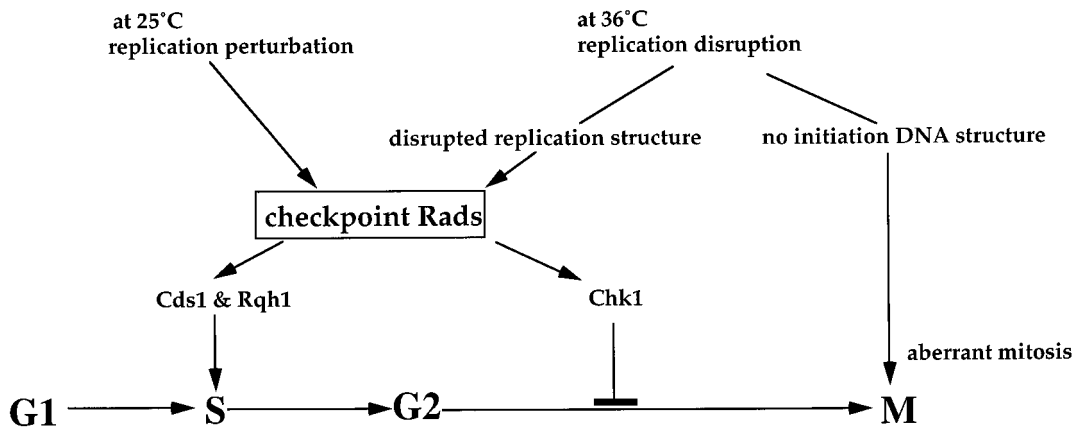 at 25°C
replication perturbation
at 36°C
replication disruption
disrupted replication structure
no initiation DNA structure
checkpoint Rads
Cds1 & Rqh1
Chk1
aberrant mitosis
G1
S
G2
M